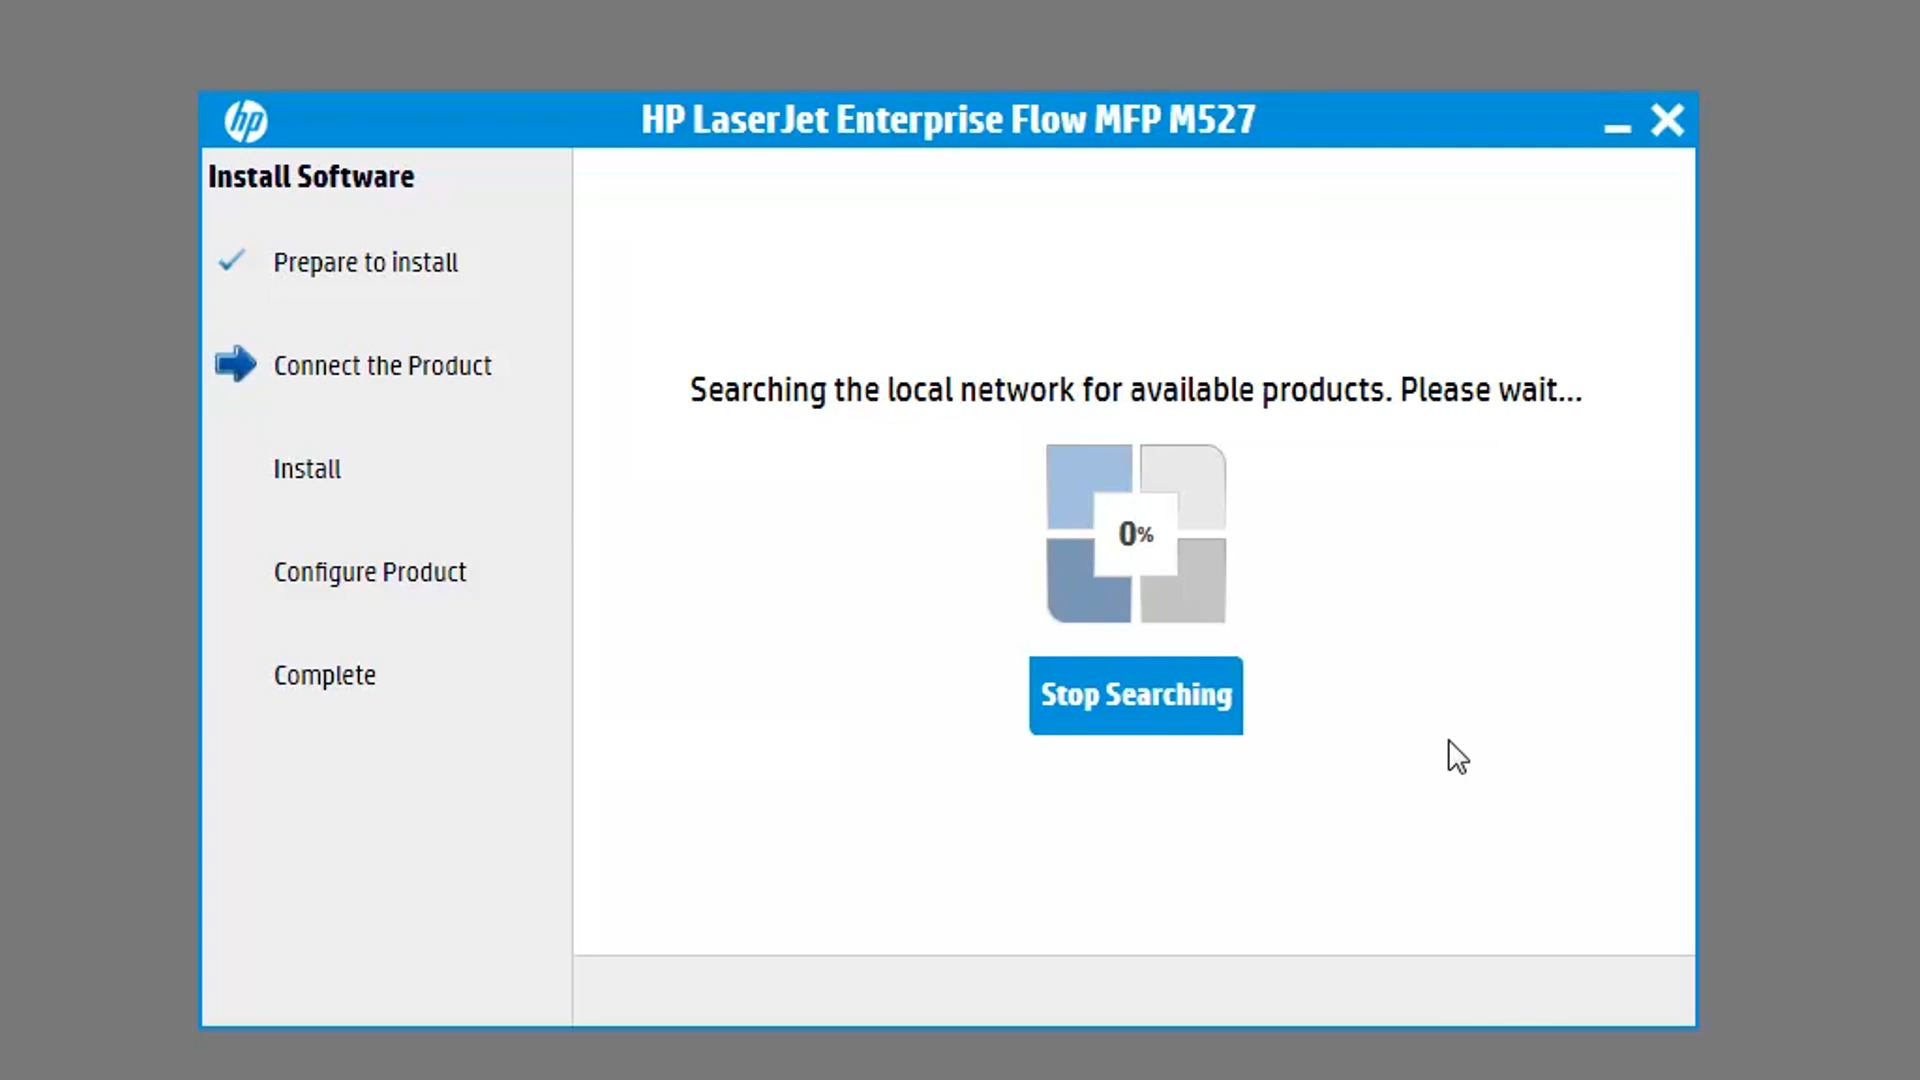 hp
HP LaserJet Enterprise Flow MFP M527
Install Software
Prepare to install
Connect the Product
Install
Configure Product
Complete
Searching the local network for available products. Please wait...
0%
Stop Searching